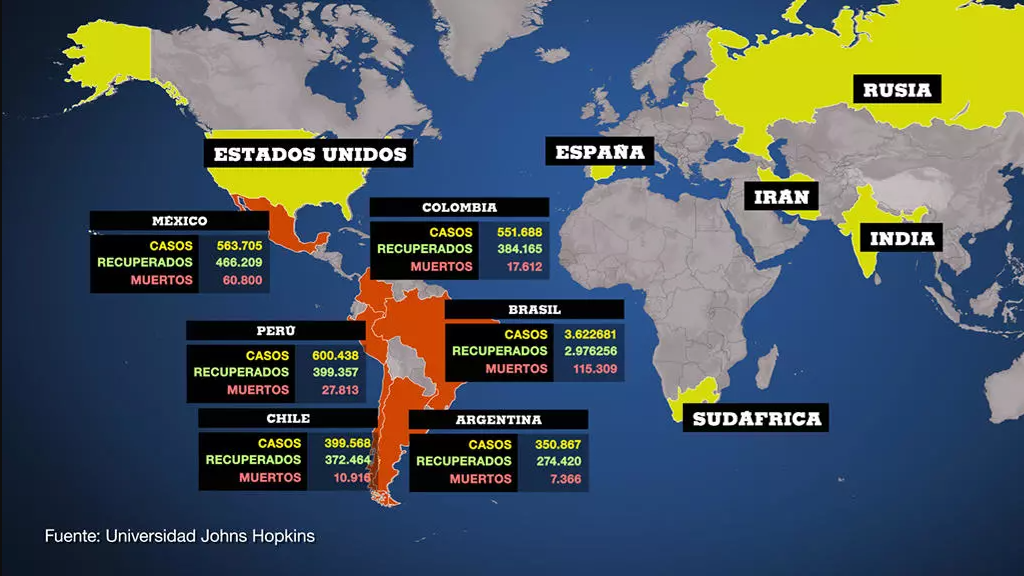 RUSIA
ESTADOS UNIDOS
ESPAÑA
IRÁN
INDIA
MÉXICO
CASOS 563.705
RECUPERADOS 466.209
MUERTOS 60.800
COLOMBIA
CASOS 551.688
RECUPERADOS 384.165
MUERTOS 17.612
BRASIL
CASOS 3.622681
RECUPERADOS 2.976256
MUERTOS 115.309
PERÚ
CASOS 600.438
RECUPERADOS 399.357
MUERTOS 27.813
CHILE
CASOS 399.568
RECUPERADOS 372.464
MUERTOS 10.916
ARGENTINA
CASOS 350.867
RECUPERADOS 274.420
MUERTOS 7.366
SUDÁFRICA
Fuente: Universidad Johns Hopkins